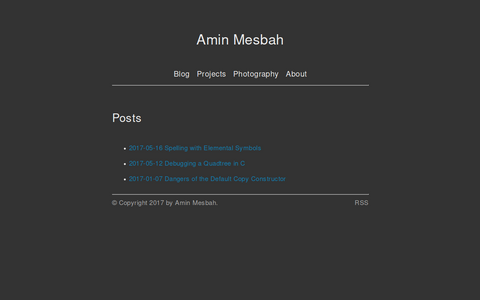 Amin Mesbah
Blog Projects Photography About
Posts
2017-05-16 Spelling with Elemental Symbols
2017-05-12 Debugging a Quadtree in C
2017-01-07 Dangers of the Default Copy Constructor
© Copyright 2017 by Amin Mesbah. RSS